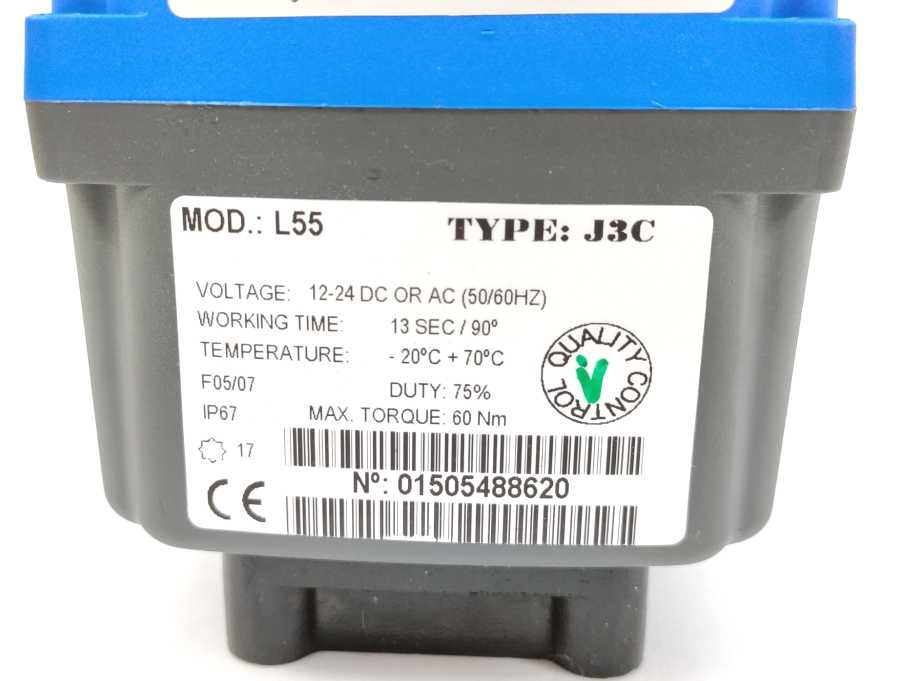 MOD.: L55 TYPE: J3C
VOLTAGE: 12-24 DC OR AC (50/60HZ)
WORKING TIME: 13 SEC / 90º
TEMPERATURE: - 20ºC + 70ºC
F05/07 DUTY: 75%
IP67 MAX. TORQUE: 60 Nm
17
Nº: 01505488620
CE
QUALITY CONTROL